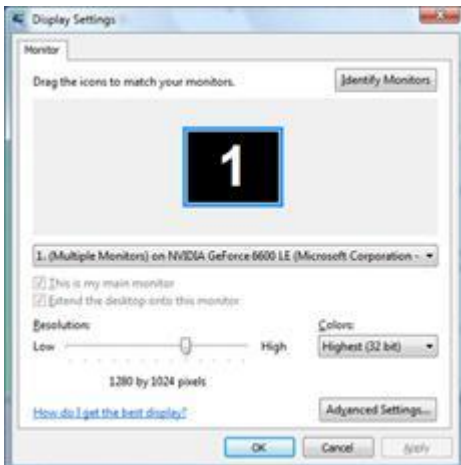 Display Settings
Monitor
Drag the icons to match your monitors.
Identify Monitors
1
1. (Multiple Monitors) on NVIDIA GeForce 6600 LE (Microsoft Corporation -
This is my main monitor
Extend the desktop onto this monitor
Resolution:
Colors:
Low
High
Highest (32 bit)
1280 by 1024 pixels
How do I get the best display?
Advanced Settings...
OK
Cancel
Apply